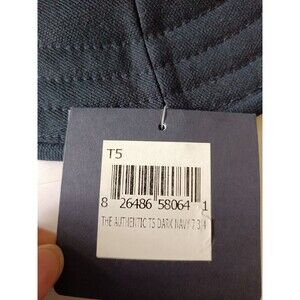 T5
8 26486 58064 1
THE AUTHENTIC T5 DARK NAVY 7 3/4